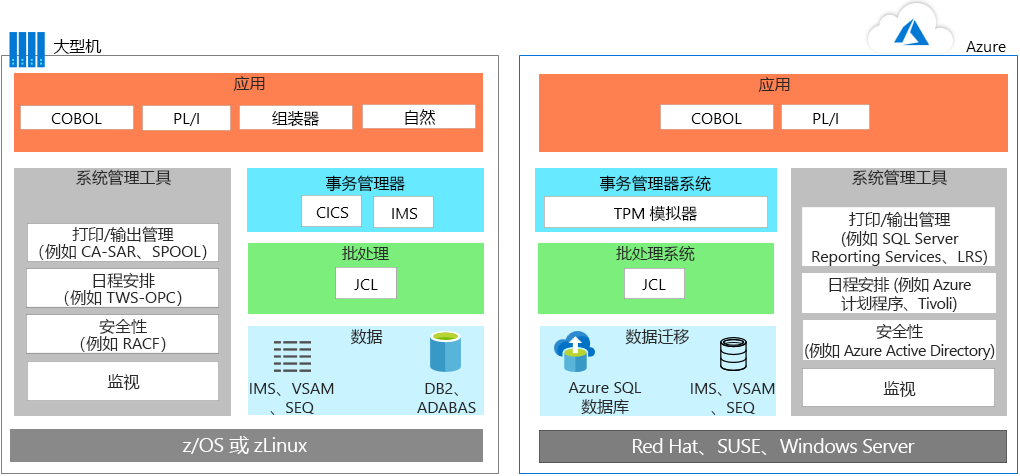 大型机
应用
COBOL
PL/I
组装器
自然
系统管理工具
打印/输出管理
（例如 CA-SAR、SPOOL）
日程安排
（例如 TWS-OPC）
安全性
（例如 RACF）
监视
事务管理器
CICS
IMS
批处理
JCL
数据
IMS、VSAM
、SEQ
DB2、
ADABAS
z/OS 或 zLinux
Azure
应用
COBOL
PL/I
事务管理器系统
TPM 模拟器
批处理系统
JCL
数据迁移
Azure SQL
数据库
IMS、VSAM
、SEQ
系统管理工具
打印/输出管理
(例如 SQL Server
Reporting Services、LRS)
日程安排 (例如 Azure
计划程序、Tivoli)
安全性
(例如 Azure Active Directory)
监视
Red Hat、SUSE、Windows Server